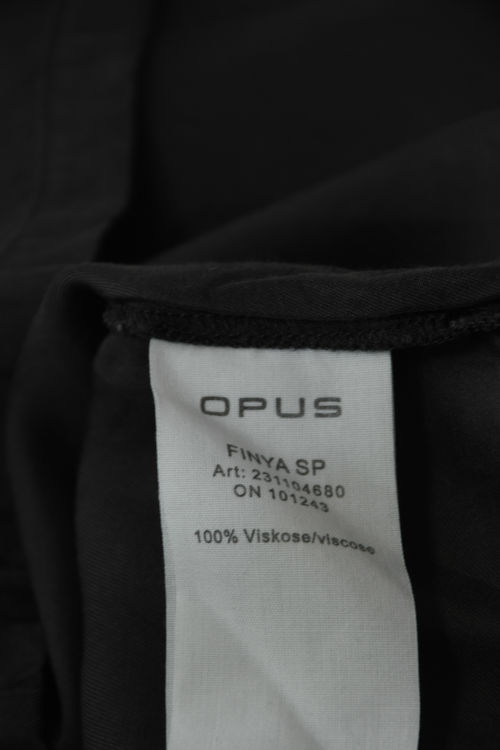 OPUS
FINYA SP
Art: 231104680
ON 101243
100% Viskose/viscose